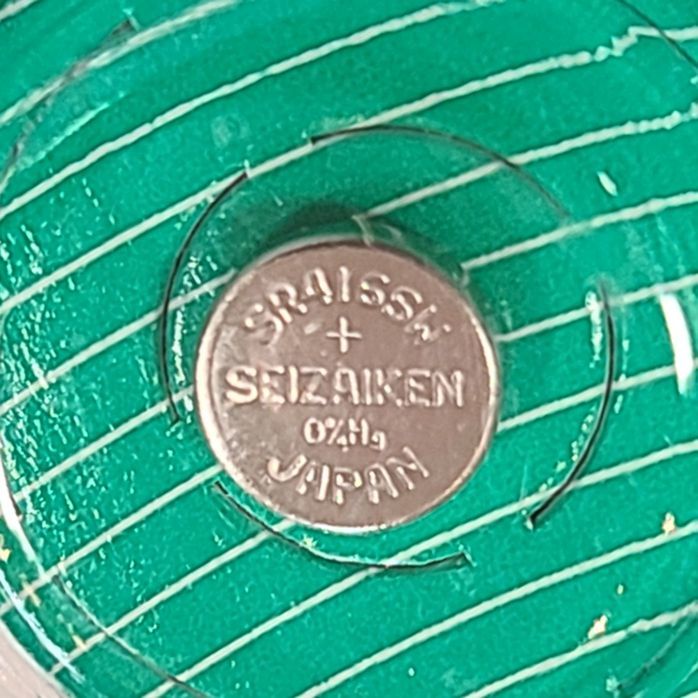 SR416SW
+
SEIZAIKEN
0%Hg
JAPAN